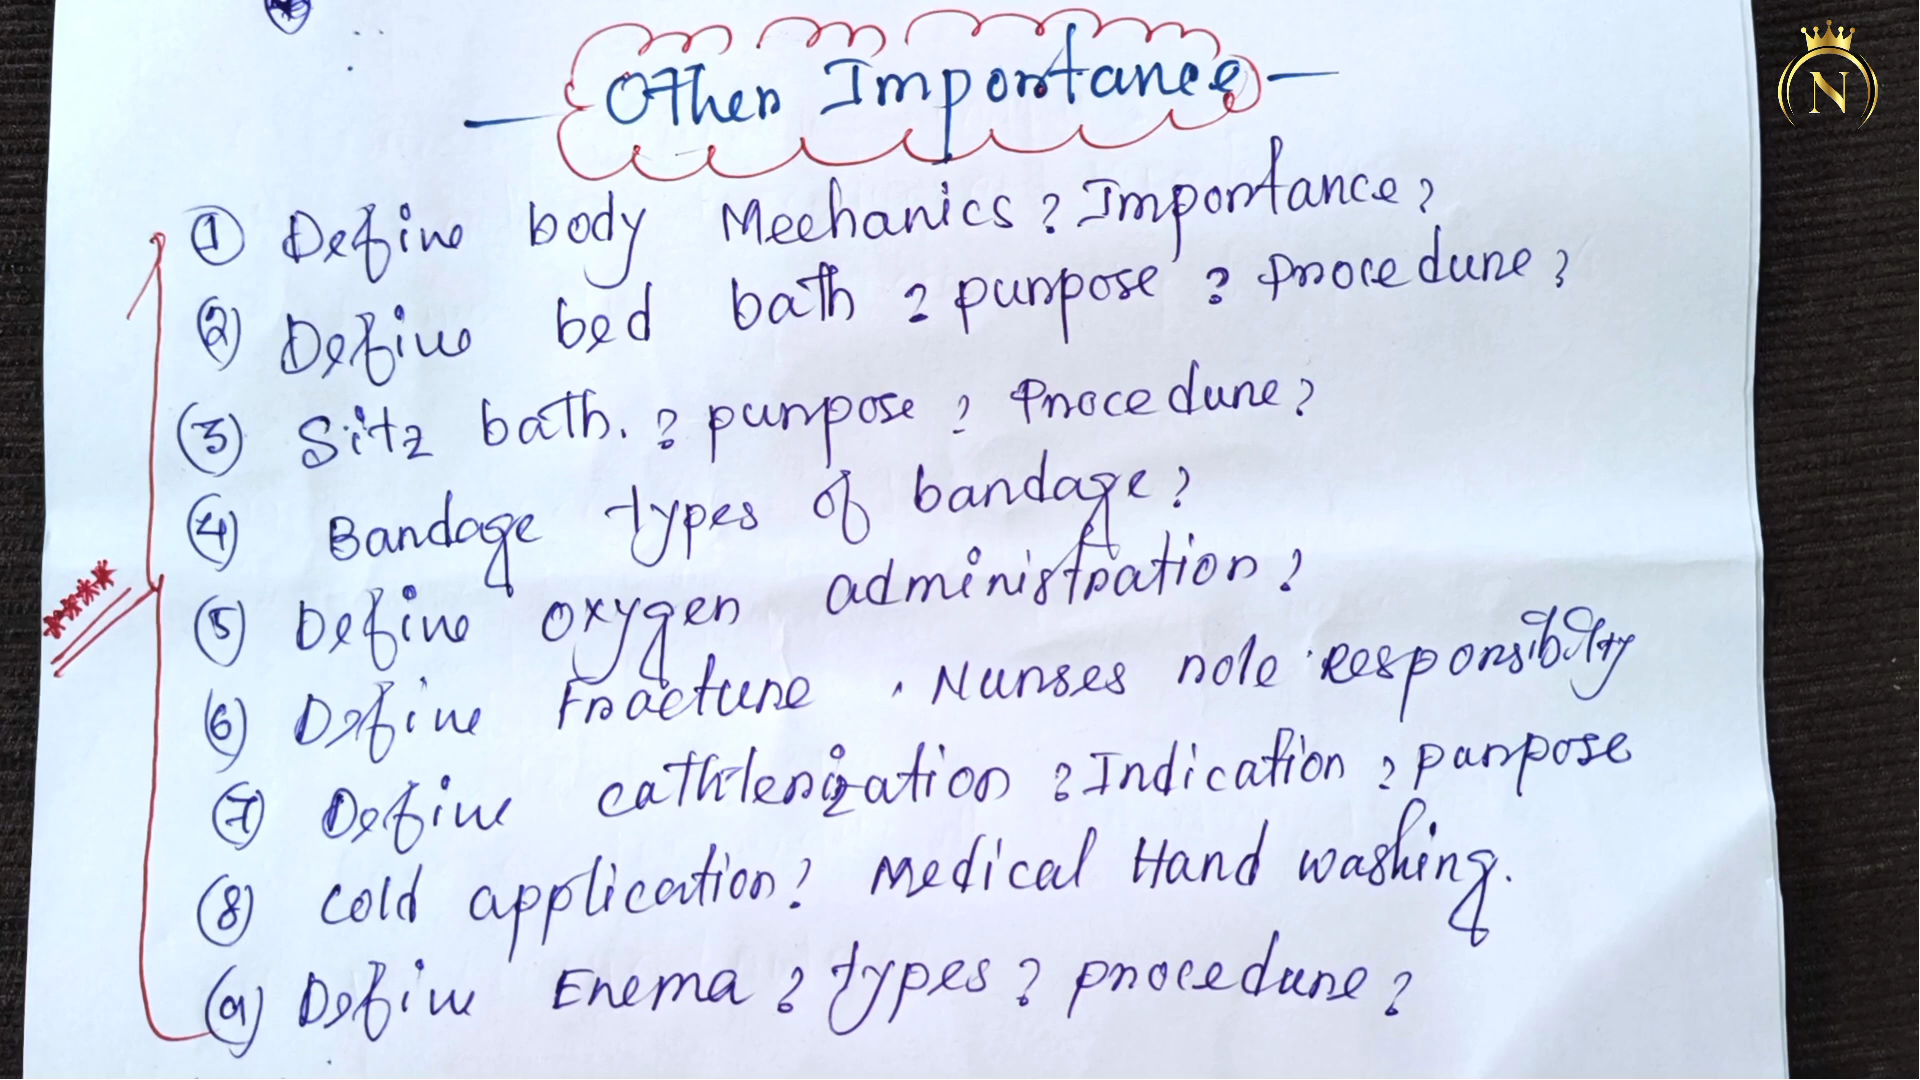 Other Importance
① Define body Mechanics? Importance?
② Define bed bath? purpose? Procedure?
③ Sitz bath.? purpose? Procedure?
④ Bandage types of bandage?
⑤ Define oxygen administration?
⑥ Define Fracture. Nurses role Responsibility
⑦ Define catheterization? Indication? purpose
⑧ Cold application? Medical Hand washing.
⑨ Define Enema? types? procedure?
N